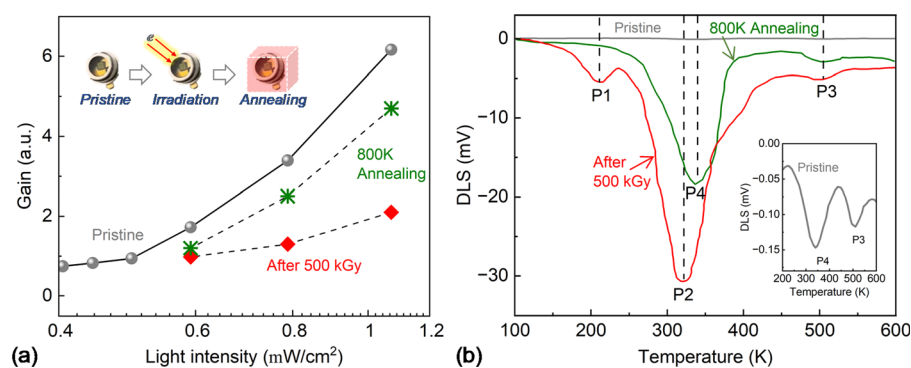 6
4
2
0
Gain (a.u.)
e
Pristine
Irradiation
Annealing
800K
Annealing
Pristine
After 500 kGy
0.4
0.6
0.8
1
1.2
Light intensity (mW/cm²)
(a)
0
−10
−20
−30
DLS (mV)
Pristine
800K Annealing
P1
P3
P4
P2
After
500 kGy
100
200
300
400
500
600
Temperature (K)
(b)
0.00
−0.05
−0.10
−0.15
DLS (mV)
Pristine
P4
P3
200
300
400
500
600
Temperature (K)